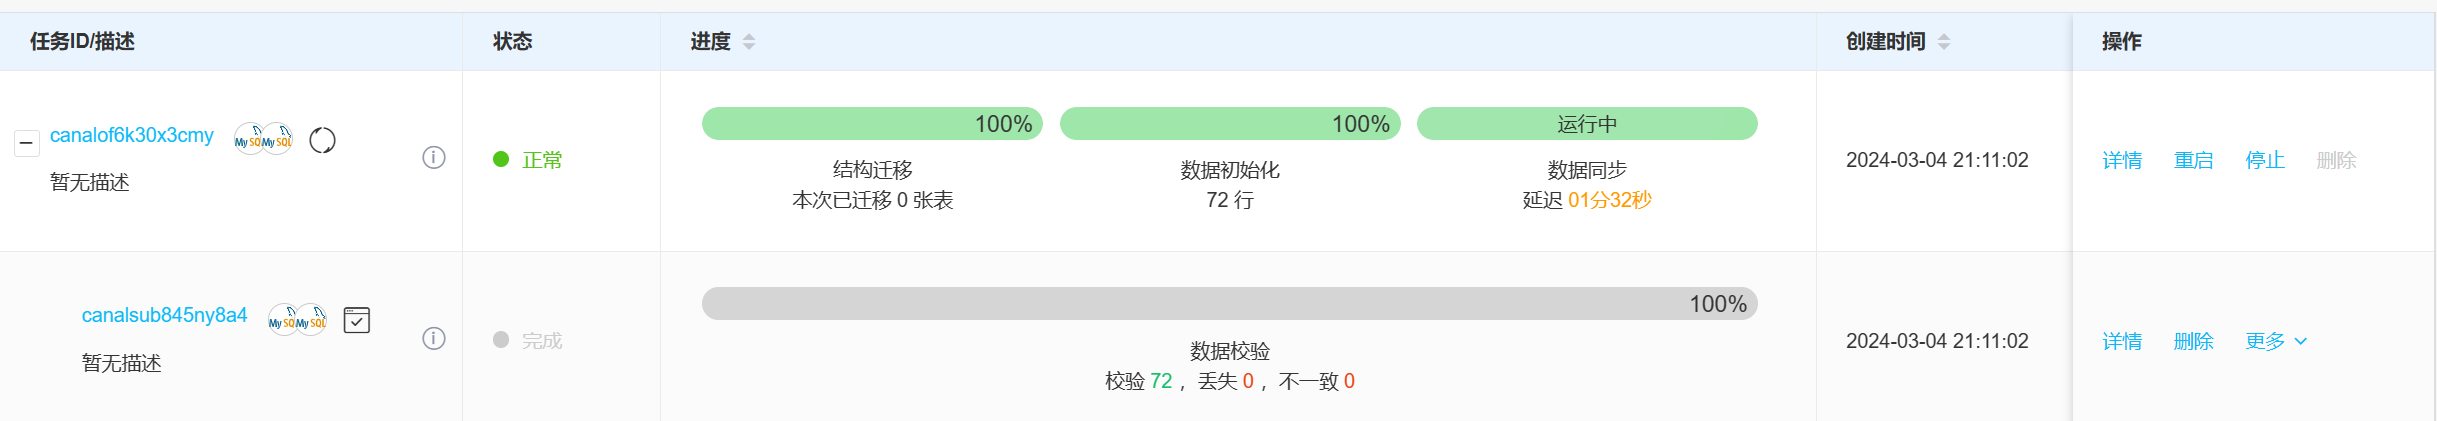 任务ID/描述 状态 进度 创建时间 操作
canalof6k30x3cmy My SQL My SQL
暂无描述
正常
100% 100% 运行中
结构迁移 数据初始化 数据同步
本次已迁移 0 张表 72 行 延迟 01分32秒
2024-03-04 21:11:02 详情 重启 停止 删除
canalsub845ny8a4 My SQL My SQL
暂无描述
完成
100%
数据校验
校验 72 ，丢失 0 ，不一致 0
2024-03-04 21:11:02 详情 删除 更多